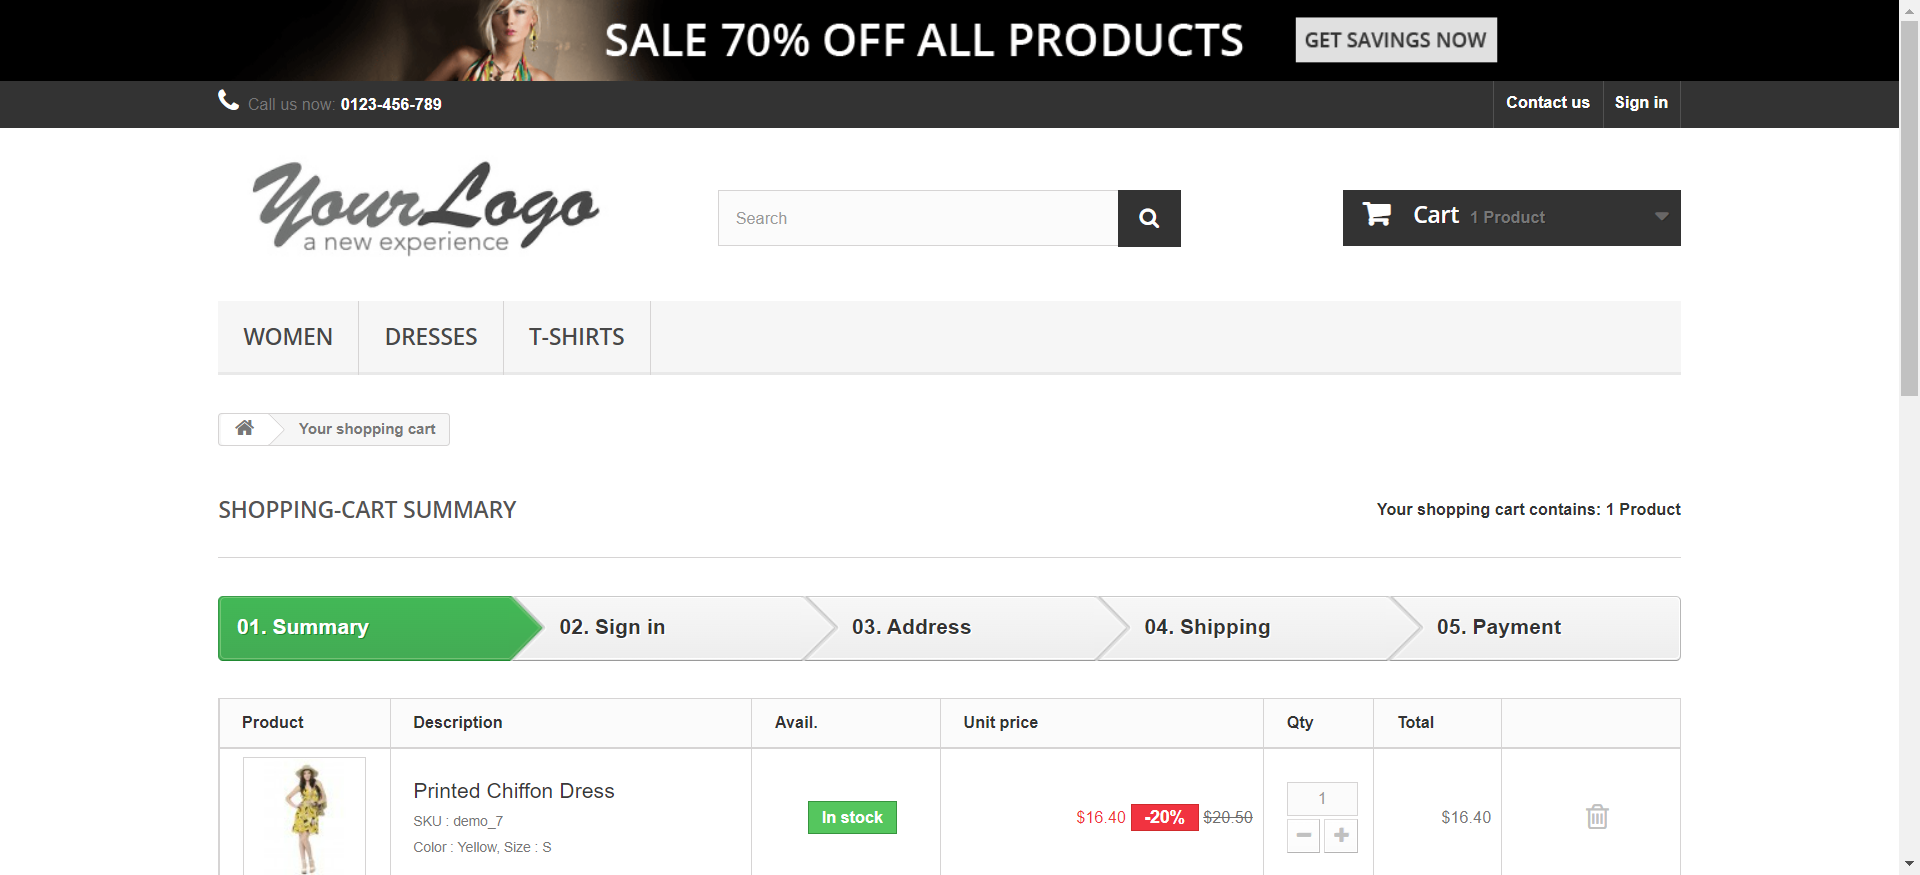 SALE 70% OFF ALL PRODUCTS GET SAVINGS NOW
Call us now: 0123-456-789 Contact us Sign in
YourLogo
a new experience
Search Cart 1 Product
WOMEN DRESSES T-SHIRTS
Your shopping cart
SHOPPING-CART SUMMARY Your shopping cart contains: 1 Product
01. Summary 02. Sign in 03. Address 04. Shipping 05. Payment
Product Description Avail. Unit price Qty Total
Printed Chiffon Dress
SKU : demo_7
Color : Yellow, Size : S
In stock $16.40 -20% $20.50 1 $16.40